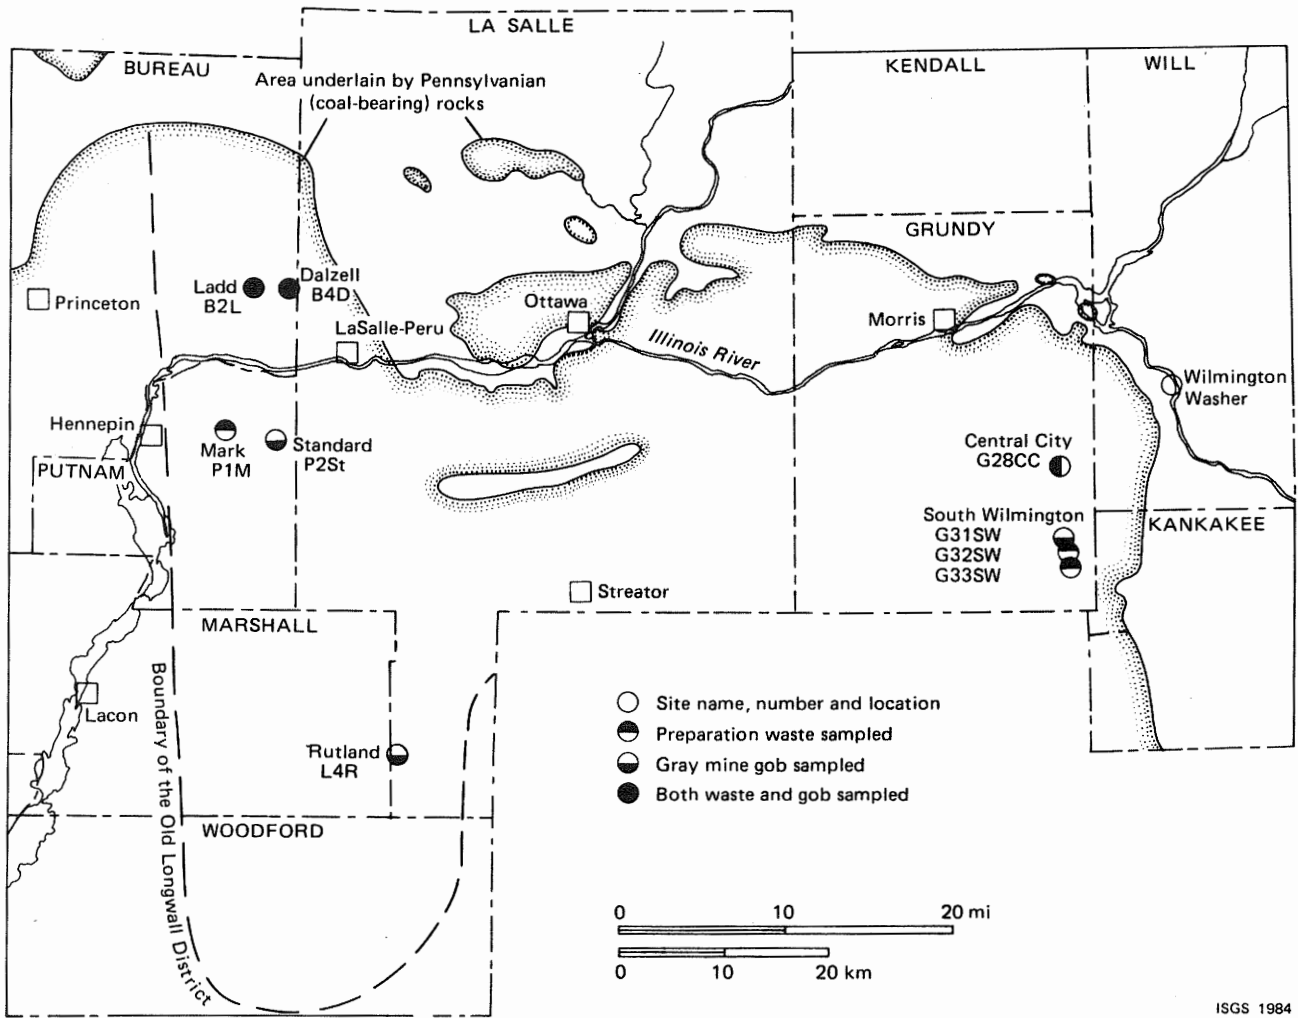 LA SALLE
BUREAU
KENDALL
WILL
Area underlain by Pennsylvanian
(coal-bearing) rocks
GRUNDY
Ladd
B2L
Dalzell
B4D
Princeton
Ottawa
LaSalle-Peru
Morris
Illinois River
Wilmington
Washer
Hennepin
Mark
P1M
Standard
P2St
PUTNAM
Central City
G28CC
South Wilmington
G31SW
G32SW
G33SW
KANKAKEE
Streator
MARSHALL
Lacon
Boundary of the Old Longwall District
Rutland
L4R
Site name, number and location
Preparation waste sampled
Gray mine gob sampled
Both waste and gob sampled
WOODFORD
0 10 20 mi
0 10 20 km
ISGS 1984